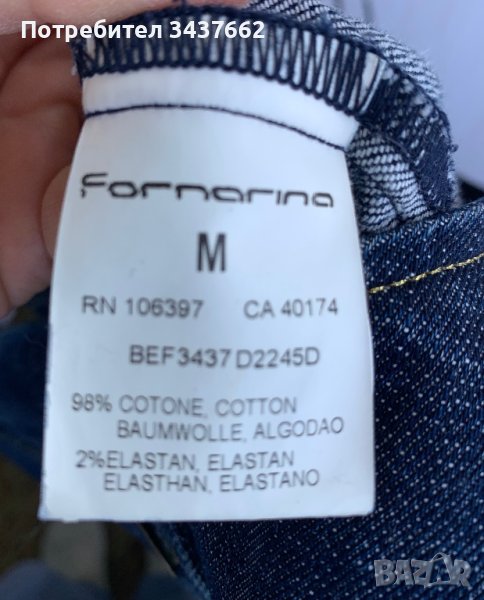 Потребител 3437662
Fornarina
M
RN 106397 CA 40174
BEF3437 D2245D
98% COTONE, COTTON
BAUMWOLLE, ALGODAO
2%ELASTAN, ELASTAN
ELASTHAN, ELASTANO
BAZAR